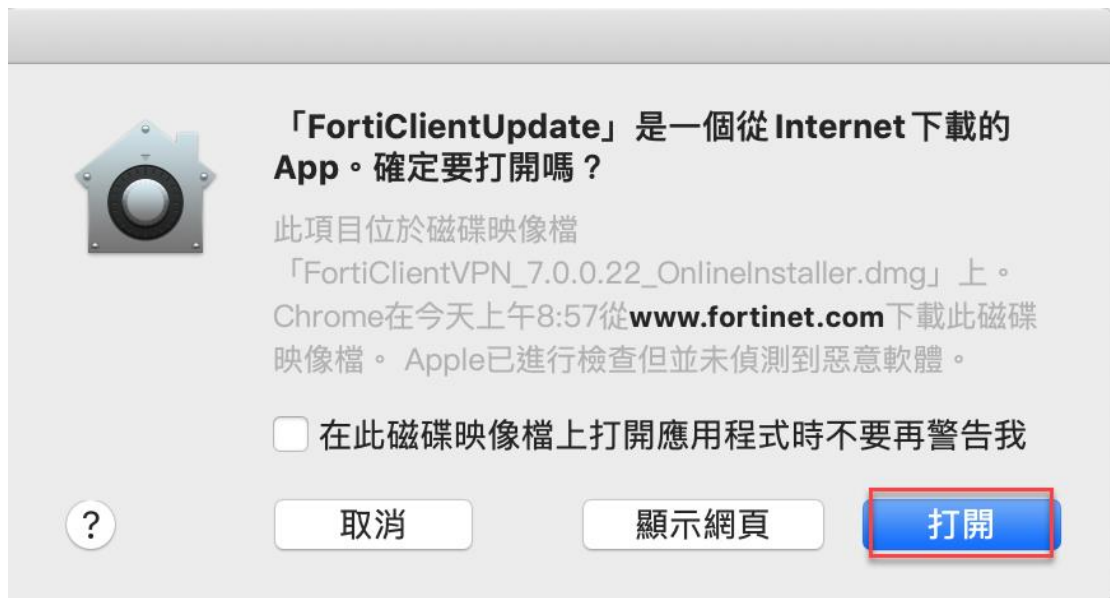 「FortiClientUpdate」是一個從 Internet 下載的
App。確定要打開嗎？
此項目位於磁碟映像檔
「FortiClientVPN_7.0.0.22_OnlineInstaller.dmg」上。
Chrome在今天上午8:57從www.fortinet.com下載此磁碟
映像檔。 Apple已進行檢查但並未偵測到惡意軟體。
在此磁碟映像檔上打開應用程式時不要再警告我
? 取消 顯示網頁 打開